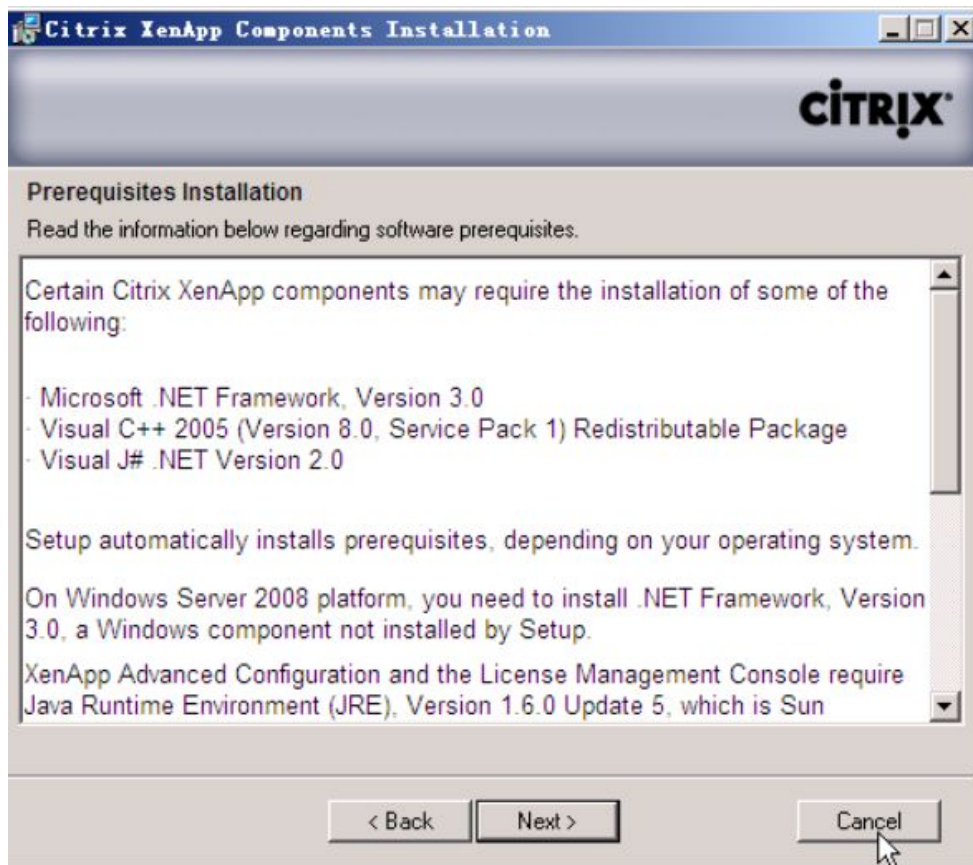 Citrix XenApp Components Installation
CITRIX
Prerequisites Installation
Read the information below regarding software prerequisites.
Certain Citrix XenApp components may require the installation of some of the
following:
· Microsoft .NET Framework, Version 3.0
· Visual C++ 2005 (Version 8.0, Service Pack 1) Redistributable Package
· Visual J# .NET Version 2.0
Setup automatically installs prerequisites, depending on your operating system.
On Windows Server 2008 platform, you need to install .NET Framework, Version
3.0, a Windows component not installed by Setup.
XenApp Advanced Configuration and the License Management Console require
Java Runtime Environment (JRE), Version 1.6.0 Update 5, which is Sun
< Back Next > Cancel